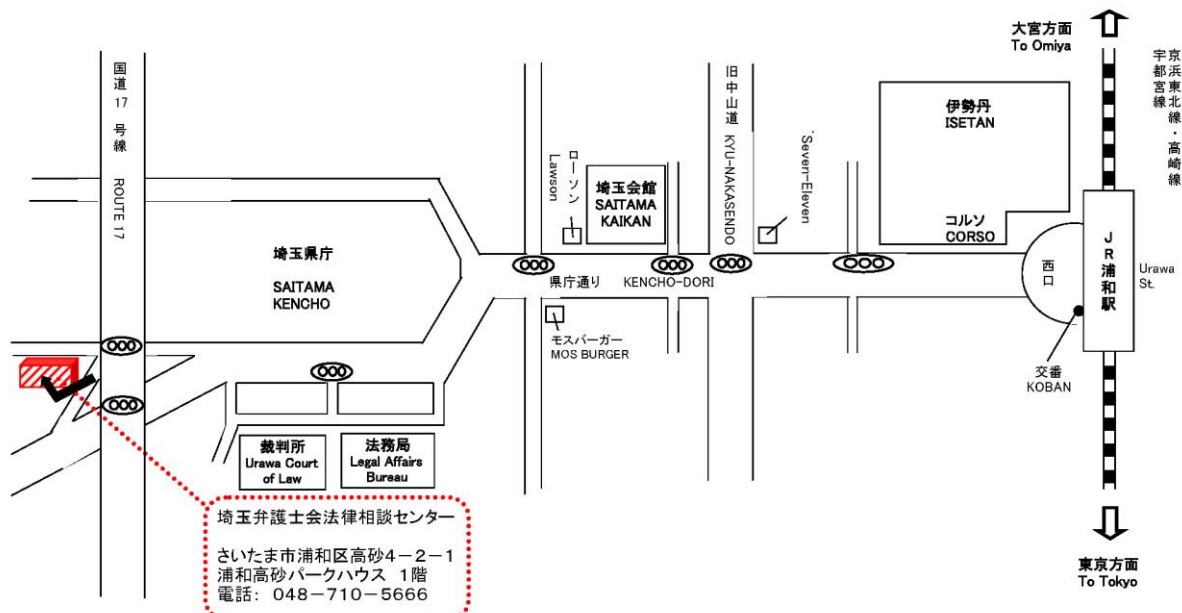 大宮方面
To Omiya
京浜東北線・高崎線
宇都宮線
国道 17 号線 ROUTE 17
旧中山道 KYU-NAKASENDO
ローソン
Lawson
埼玉会館
SAITAMA
KAIKAN
'Seven-Eleven
伊勢丹
ISETAN
コルソ
CORSO
埼玉県庁
SAITAMA
KENCHO
県庁通り KENCHO-DORI
西口
JR浦和駅
Urawa
St.
モスバーガー
MOS BURGER
交番
KOBAN
裁判所
Urawa Court
of Law
法務局
Legal Affairs
Bureau
埼玉弁護士会法律相談センター
さいたま市浦和区高砂4-2-1
浦和高砂パークハウス 1階
電話: 048-710-5666
東京方面
To Tokyo